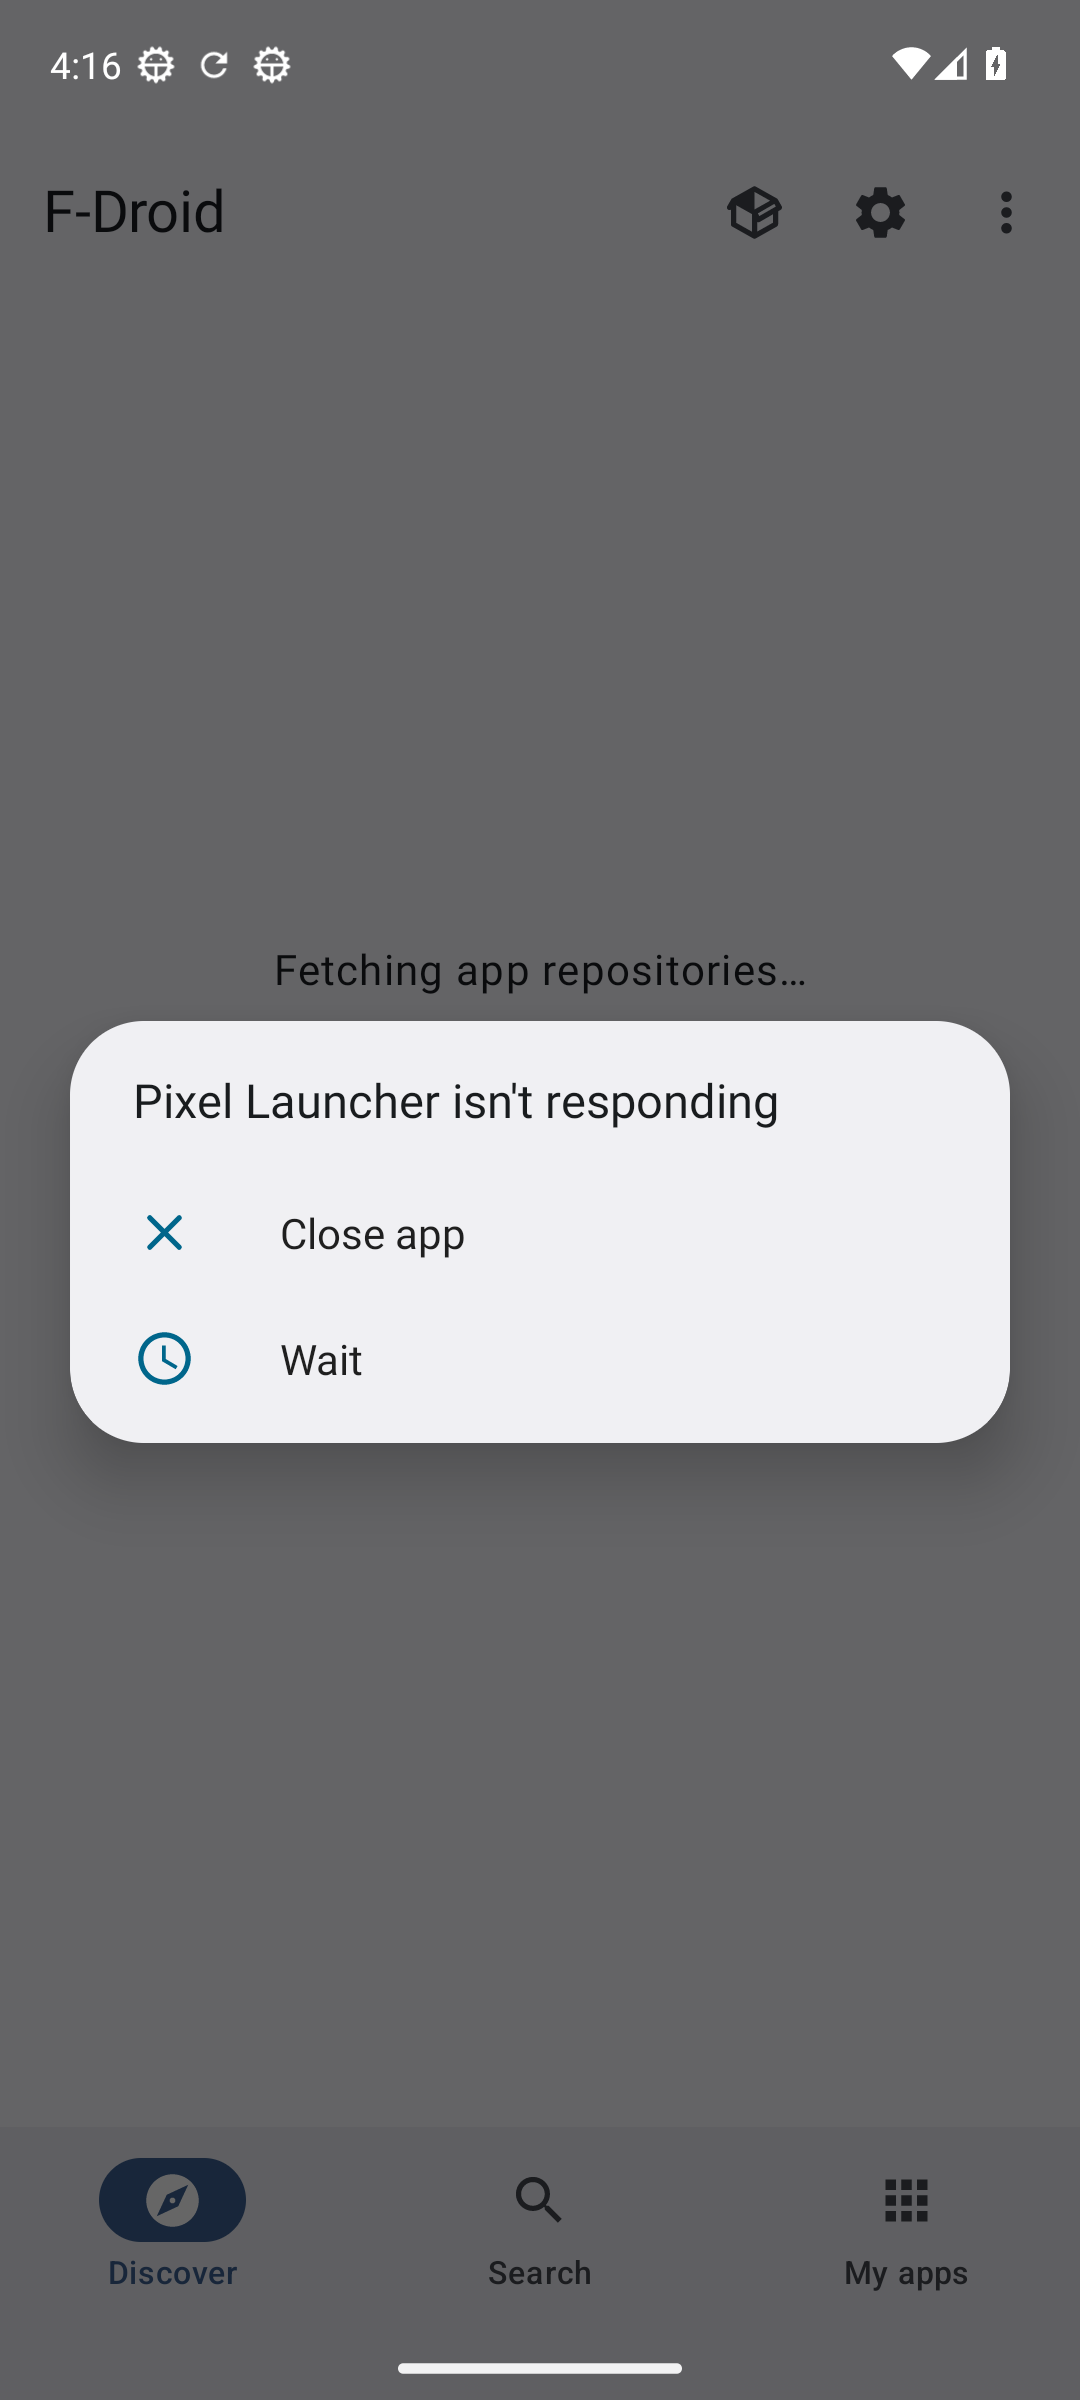 4:16
F-Droid
Fetching app repositories…
Pixel Launcher isn't responding
Close app
Wait
Discover
Search
My apps